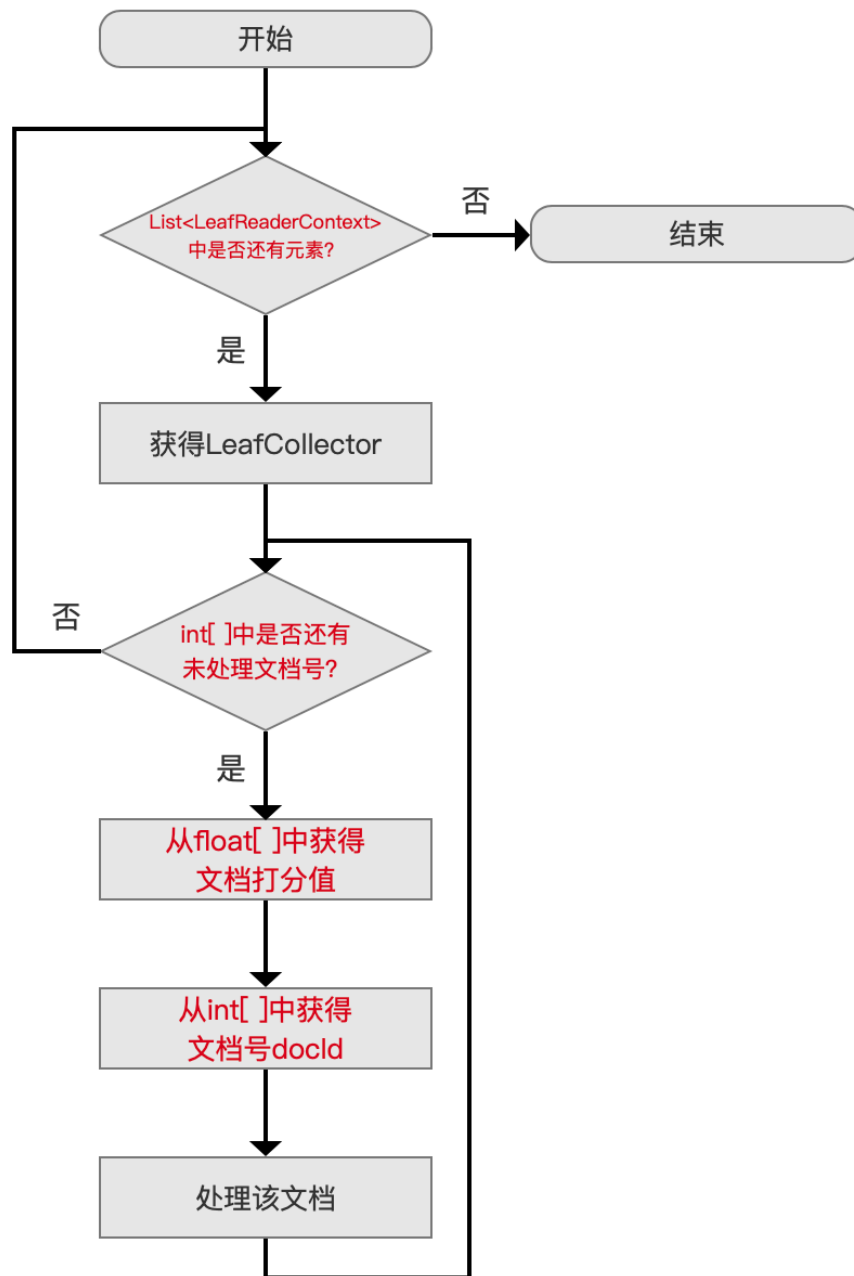 开始
List<LeafReaderContext>
中是否还有元素?
否
结束
是
获得LeafCollector
int[ ]中是否还有
未处理文档号?
否
是
从float[ ]中获得
文档打分值
从int[ ]中获得
文档号docId
处理该文档